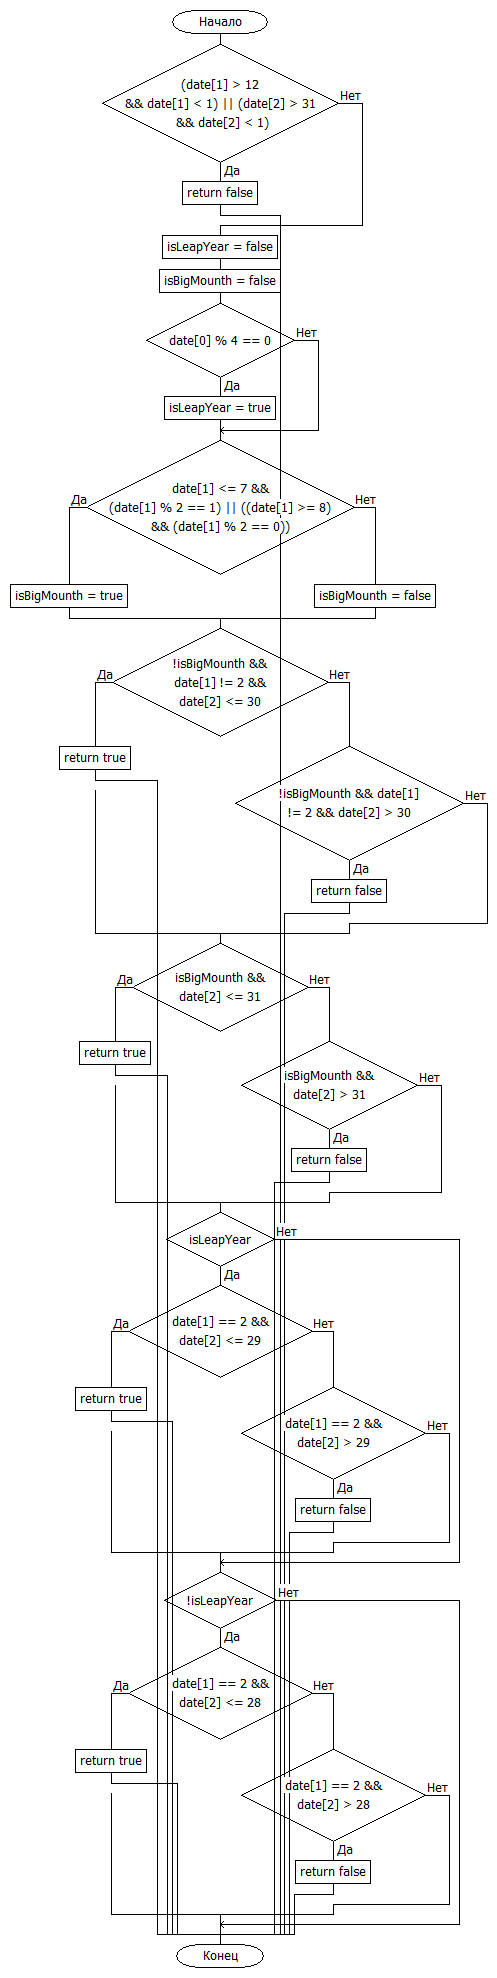 Начало
(date[1] > 12
&& date[1] < 1) || (date[2] > 31
&& date[2] < 1)
Нет
Да
return false
isLeapYear = false
isBigMounth = false
date[0] % 4 == 0
Нет
Да
isLeapYear = true
date[1] <= 7 &&
(date[1] % 2 == 1) || ((date[1] >= 8)
&& (date[1] % 2 == 0))
Да
Нет
isBigMounth = true
isBigMounth = false
!isBigMounth &&
date[1] != 2 &&
date[2] <= 30
Да
Нет
return true
!isBigMounth && date[1]
!= 2 && date[2] > 30
Нет
Да
return false
isBigMounth &&
date[2] <= 31
Да
Нет
return true
isBigMounth &&
date[2] > 31
Нет
Да
return false
isLeapYear
Нет
Да
date[1] == 2 &&
date[2] <= 29
Да
Нет
return true
date[1] == 2 &&
date[2] > 29
Нет
Да
return false
!isLeapYear
Нет
Да
date[1] == 2 &&
date[2] <= 28
Да
Нет
return true
date[1] == 2 &&
date[2] > 28
Нет
Да
return false
Конец